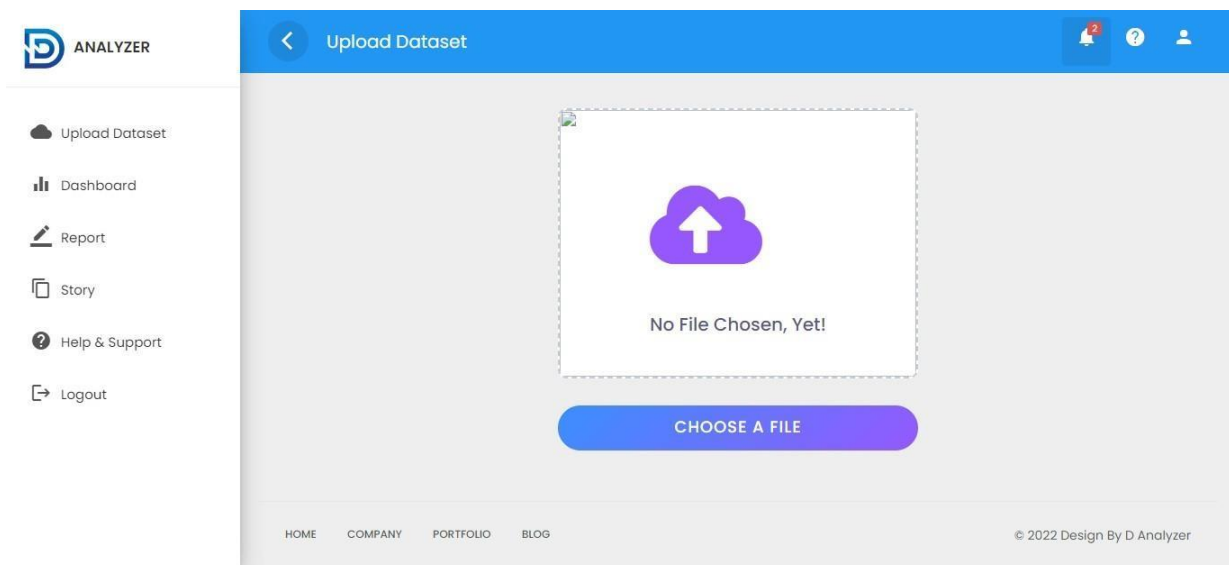 ANALYZER
Upload Dataset
2
Upload Dataset
Dashboard
Report
Story
Help & Support
Logout
No File Chosen, Yet!
CHOOSE A FILE
HOME COMPANY PORTFOLIO BLOG
© 2022 Design By D Analyzer